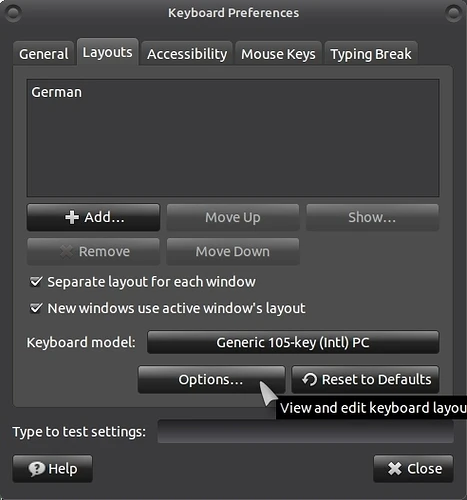 Keyboard Preferences
General Layouts Accessibility Mouse Keys Typing Break
German
Add... Move Up Show...
Remove Move Down
Separate layout for each window
New windows use active window's layout
Keyboard model: Generic 105-key (Intl) PC
Options... Reset to Defaults
View and edit keyboard layou
Type to test settings:
Help Close